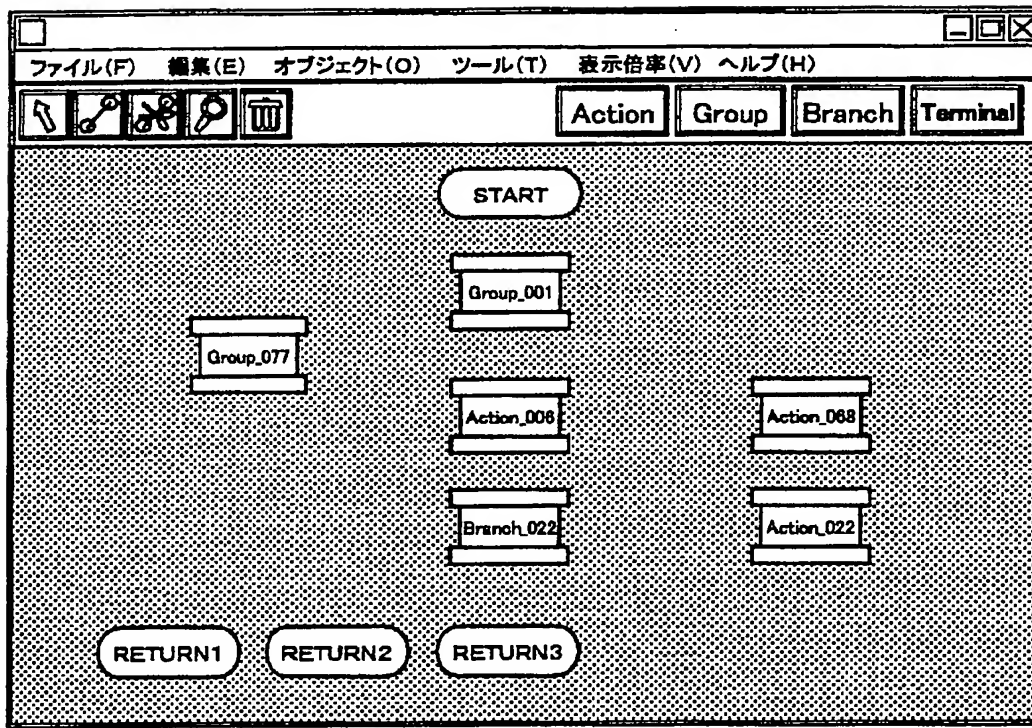 ファイル(F) 編集(E) オブジェクト(O) ツール(T) 表示倍率(V) ヘルプ(H)
Action Group Branch Terminal
START
Group_001
Group_077
Action_006 Action_068
Branch_022 Action_022
RETURN1 RETURN2 RETURN3